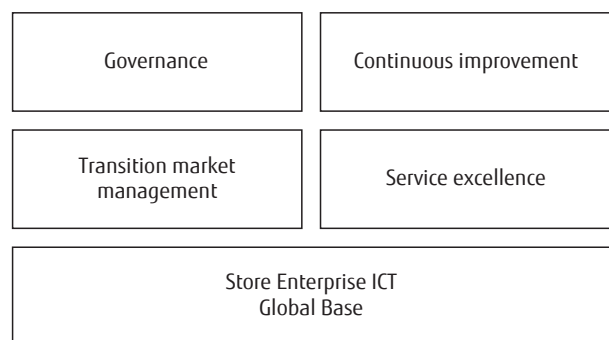 Governance
Continuous improvement
Transition market
management
Service excellence
Store Enterprise ICT
Global Base